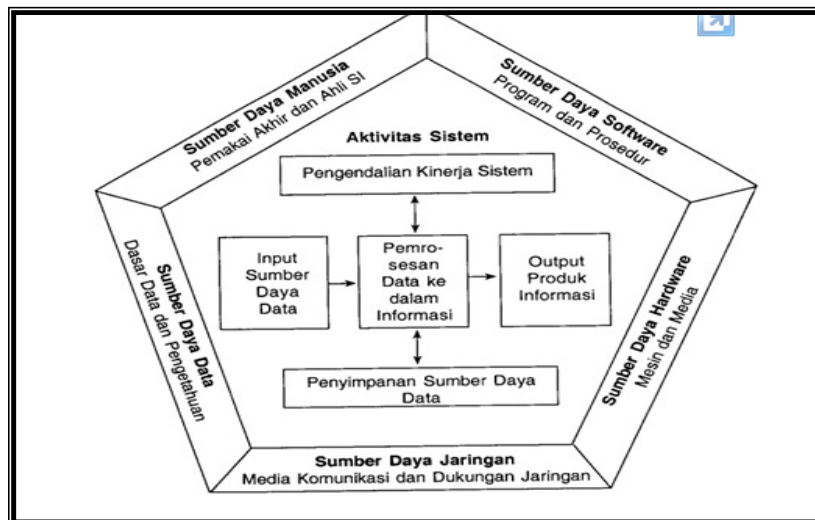 Sumber Daya Manusia
Pemakai Akhir dan Ahli SI
Sumber Daya Software
Program dan Prosedur
Aktivitas Sistem
Pengendalian Kinerja Sistem
Input
Sumber
Daya
Data
Pemro-
sesan
Data ke
dalam
Informasi
Output
Produk
Informasi
Penyimpanan Sumber Daya
Data
Sumber Daya Data
Dasar Data dan Pengetahuan
Sumber Daya Hardware
Mesin dan Media
Sumber Daya Jaringan
Media Komunikasi dan Dukungan Jaringan